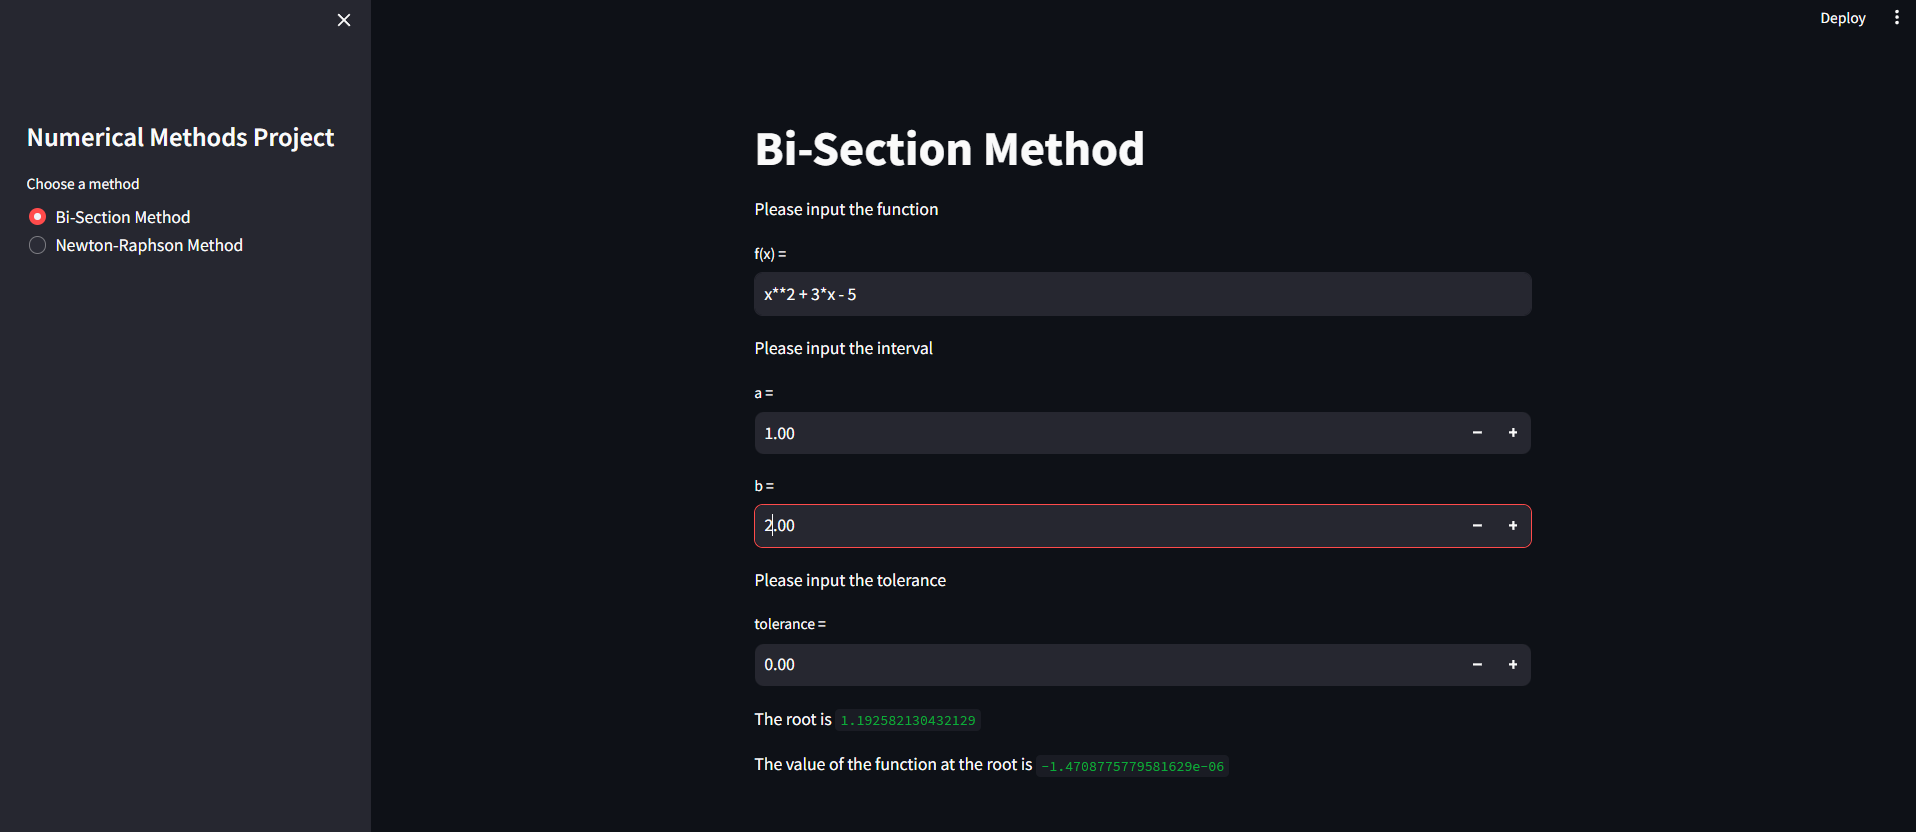 Deploy
Numerical Methods Project
Choose a method
Bi-Section Method
Newton-Raphson Method
Bi-Section Method
Please input the function
f(x) =
x**2 + 3*x - 5
Please input the interval
a =
1.00
b =
2.00
Please input the tolerance
tolerance =
0.00
The root is 1.192582130432129
The value of the function at the root is -1.4708775779581629e-06